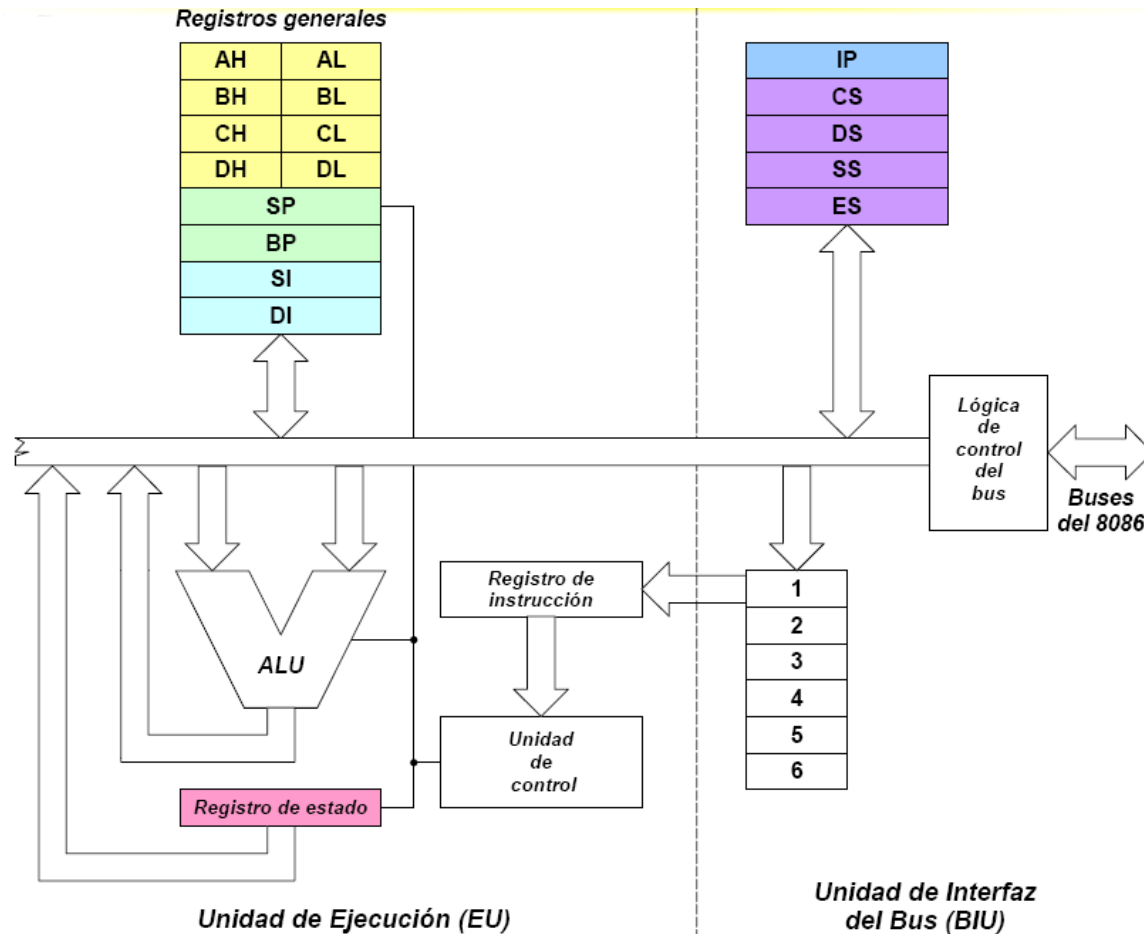 Registros generales
AH AL
BH BL
CH CL
DH DL
SP
BP
SI
DI
IP
CS
DS
SS
ES
Lógica
de
control
del
bus
Buses
del 8086
ALU
Registro de
instrucción
Unidad
de
control
Registro de estado
1
2
3
4
5
6
Unidad de Ejecución (EU)
Unidad de Interfaz
del Bus (BIU)